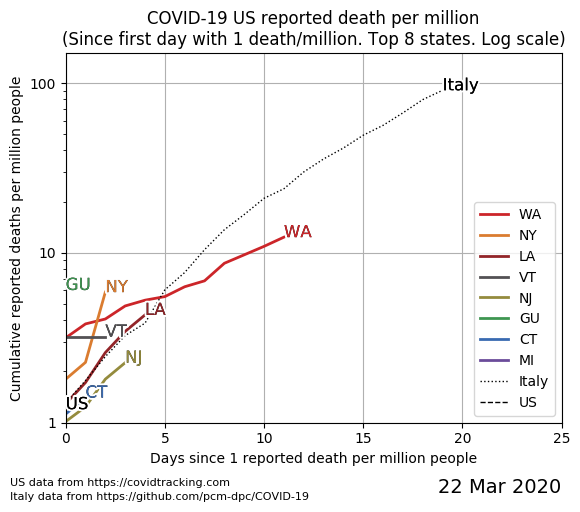 COVID-19 US reported death per million
(Since first day with 1 death/million. Top 8 states. Log scale)
Cumulative reported deaths per million people
100
10
1
Italy
WA
GU
NY
LA
VT
NJ
CT
US
WA
NY
LA
VT
NJ
GU
CT
MI
Italy
US
0
5
10
15
20
25
Days since 1 reported death per million people
US data from https://covidtracking.com
Italy data from https://github.com/pcm-dpc/COVID-19
22 Mar 2020